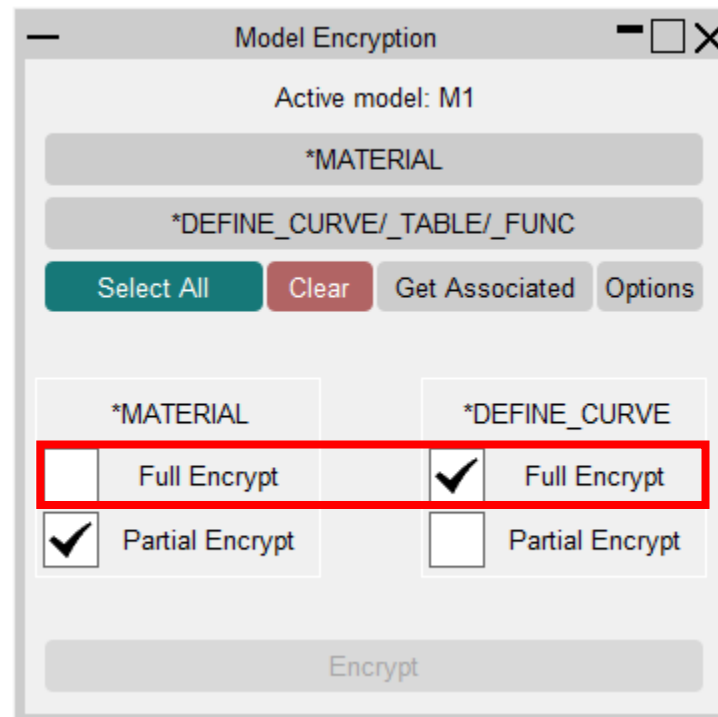 Model Encryption
Active model: M1
*MATERIAL
*DEFINE_CURVE/_TABLE/_FUNC
Select All Clear Get Associated Options
*MATERIAL *DEFINE_CURVE
Full Encrypt Full Encrypt
Partial Encrypt Partial Encrypt
Encrypt